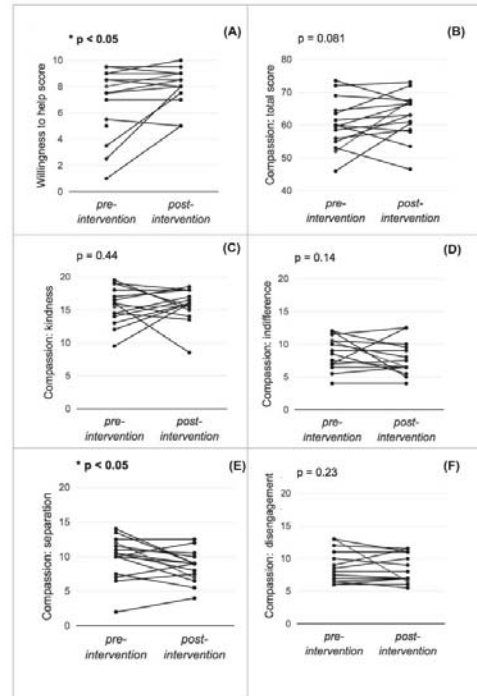 (A)
* p < 0.05
Willingness to help score
10
8
6
4
2
0
pre-
intervention
post-
intervention
(B)
p = 0.081
Compassion: total score
80
70
60
50
40
pre-
intervention
post-
intervention
(C)
p = 0.44
Compassion: kindness
20
15
10
5
0
pre-
intervention
post-
intervention
(D)
p = 0.14
Compassion: indifference
20
15
10
5
0
pre-
intervention
post-
intervention
* p < 0.05
(E)
Compassion: separation
20
15
10
5
0
pre-
intervention
post-
intervention
(F)
p = 0.23
Compassion: disengagement
20
15
10
5
0
pre-
intervention
post-
intervention